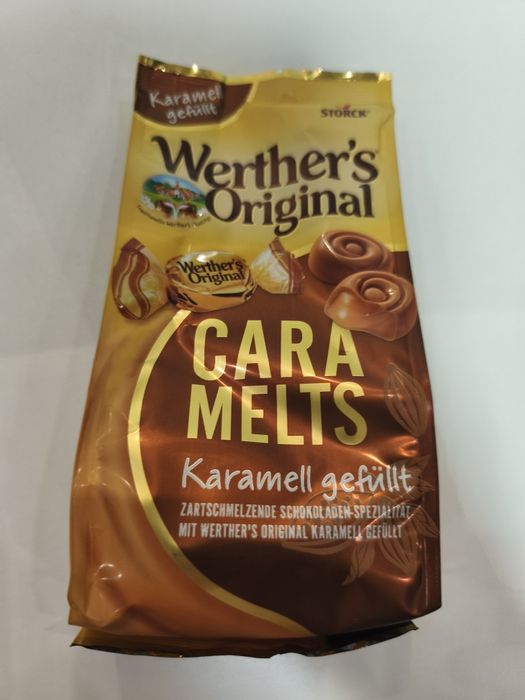 Karamell
gefüllt
STORCK
Werther's
Original
Werther's
Original
CARA
MELTS
Karamell gefüllt
ZARTSCHMELZENDE SCHOKOLADEN-SPEZIALITÄT
MIT WERTHER'S ORIGINAL KARAMELL GEFÜLLT